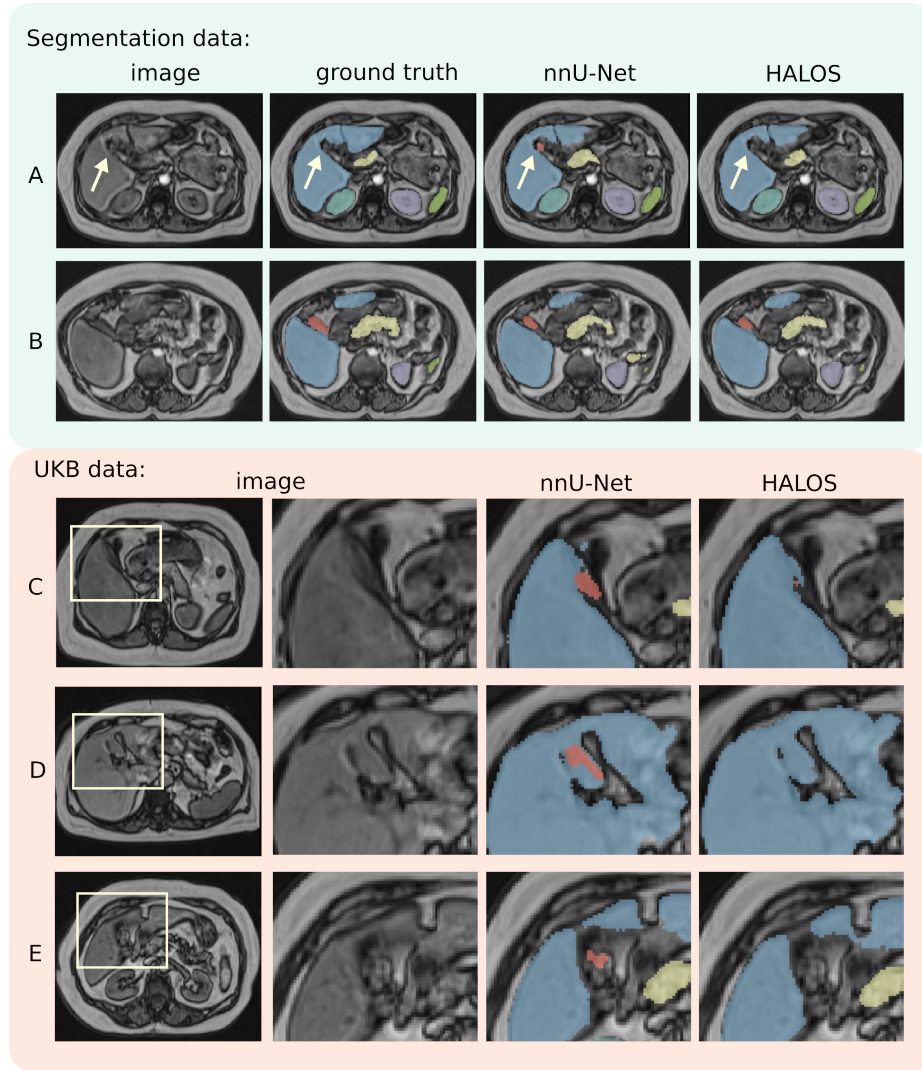 Segmentation data:
image ground truth nnU-Net HALOS
A
B
UKB data:
image nnU-Net HALOS
C
D
E